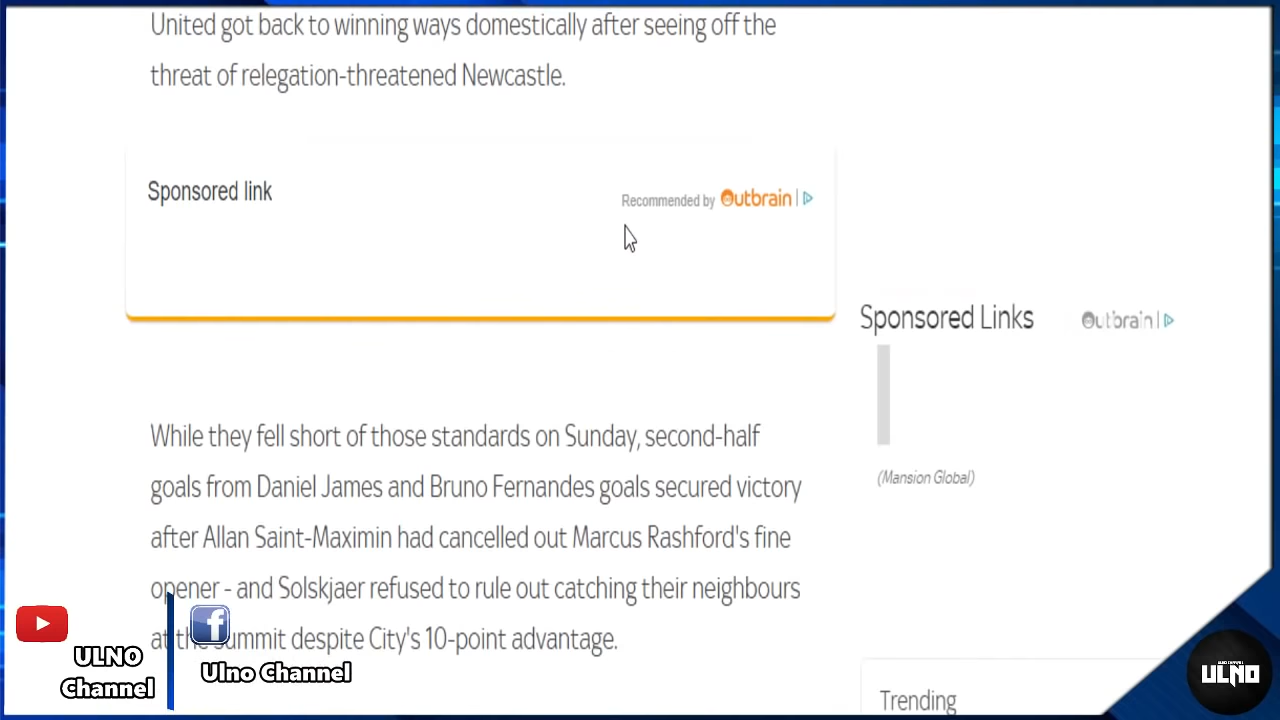 United got back to winning ways domestically after seeing off the
threat of relegation-threatened Newcastle.
Sponsored link
Recommended by Outbrain
Sponsored Links
Outbrain
(Mansion Global)
While they fell short of those standards on Sunday, second-half
goals from Daniel James and Bruno Fernandes goals secured victory
after Allan Saint-Maximin had cancelled out Marcus Rashford's fine
opener - and Solskjaer refused to rule out catching their neighbours
at the summit despite City's 10-point advantage.
Trending
ULNO
Channel
f
Ulno Channel
ULNO